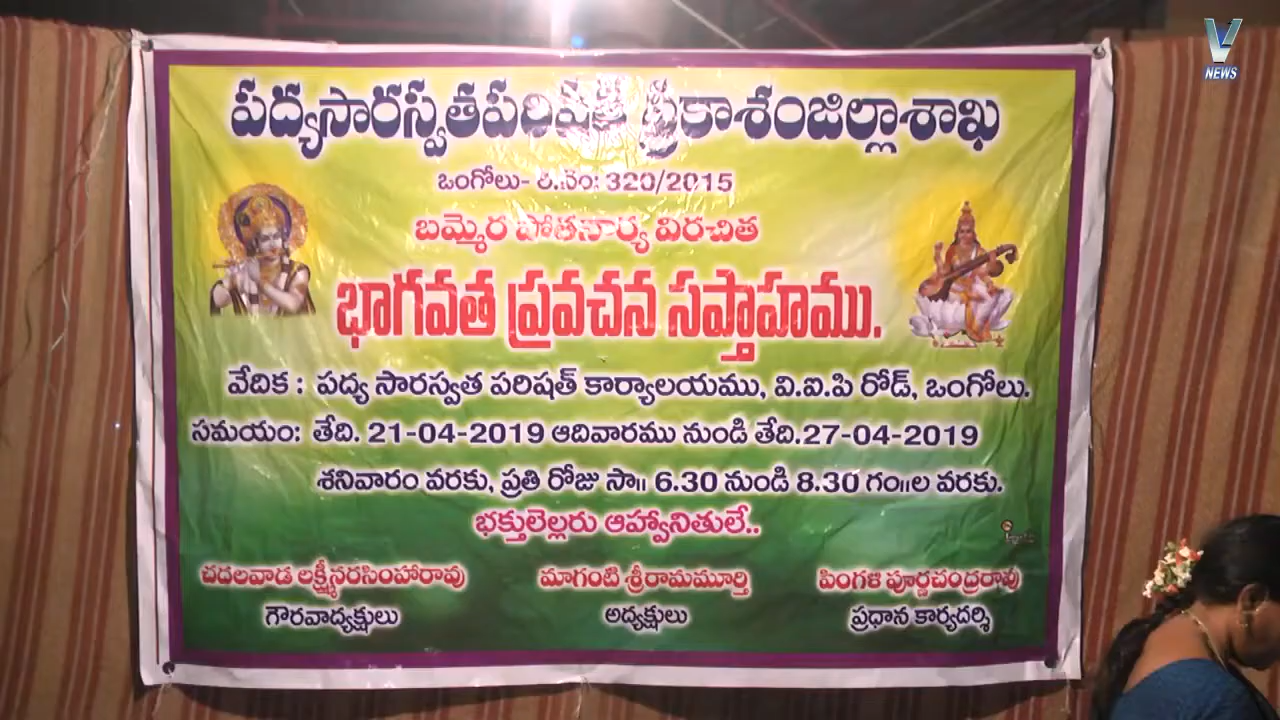 పద్యసారస్వతపరిషత్ ప్రకాశంజిల్లాశాఖ
ఒంగోలు- రి.నెం: 320/2015
బమ్మెర పోతనార్య విరచిత
భాగవత ప్రవచన సప్తాహము.
వేదిక : పద్య సారస్వత పరిషత్ కార్యాలయము, వి.ఐ.పి రోడ్, ఒంగోలు.
సమయం: తేది. 21-04-2019 ఆదివారము నుండి తేది.27-04-2019
శనివారం వరకు, ప్రతి రోజు సా॥ 6.30 నుండి 8.30 గం॥ల వరకు.
భక్తులెల్లరు ఆహ్వానితులే..
చదలవాడ లక్ష్మీనరసింహారావు మాగంటి శ్రీరామమూర్తి పింగళి పూర్ణచంద్రరావు
గౌరవాద్యక్షులు అధ్యక్షులు ప్రధాన కార్యదర్శి
V NEWS